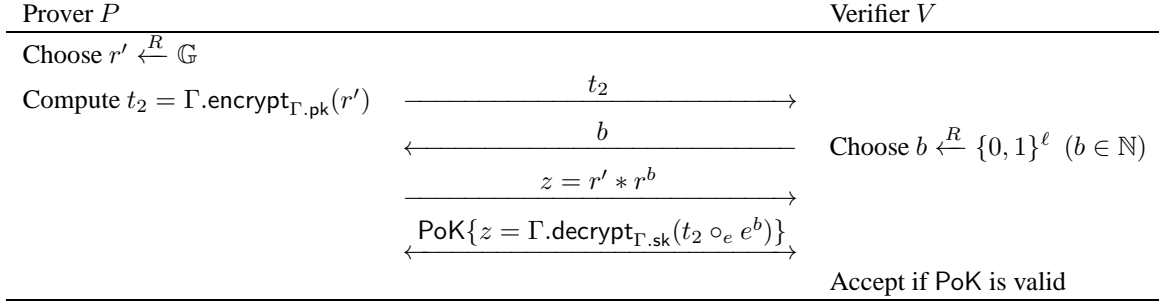 Prover P Verifier V
Choose r′ ←R 𝔾
Compute t₂ = Γ.encrypt_Γ.pk(r′) t₂
b Choose b ←R {0, 1}^ℓ (b ∈ ℕ)
z = r′ ∗ r^b
PoK{z = Γ.decrypt_Γ.sk(t₂ ∘ₑ e^b)}
Accept if PoK is valid